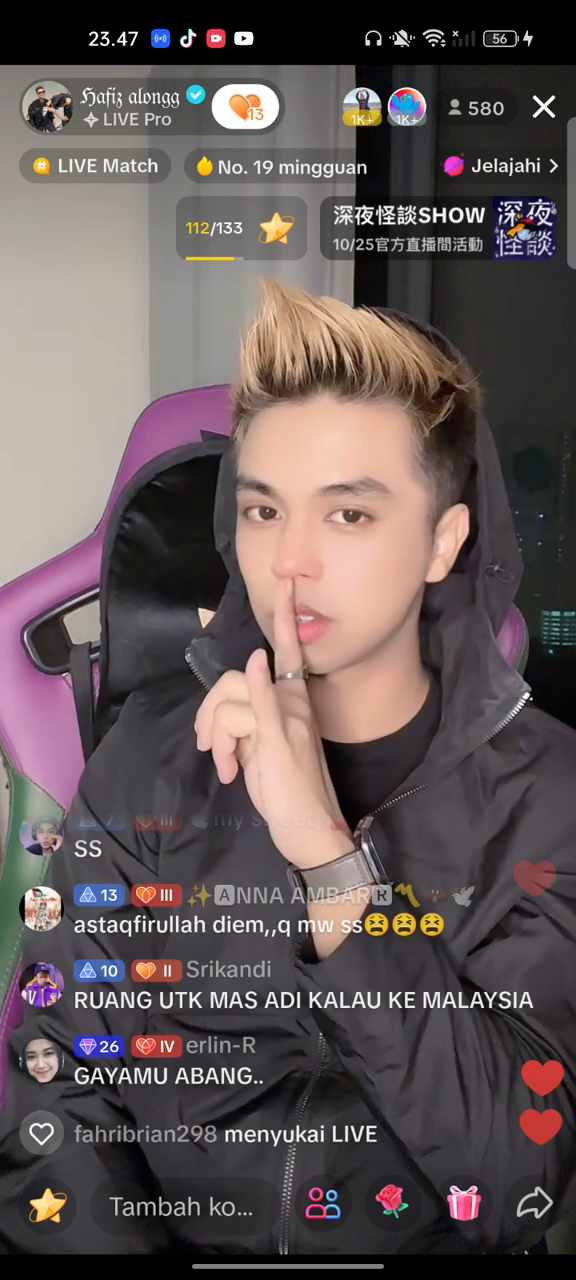 23.47
56
𝔥afiz alongg
LIVE Pro
13
1K+
1K+
580
LIVE Match
No. 19 mingguan
Jelajahi
112/133
深夜怪談SHOW
10/25官方直播間活動
深夜
怪談
III my sweety
SS
13 III ANNA AMBAR
astaqfirullah diem,,q mw ss😫😫😫
10 II Srikandi
RUANG UTK MAS ADI KALAU KE MALAYSIA
26 IV erlin-R
GAYAMU ABANG..
fahribrian298 menyukai LIVE
Tambah ko...